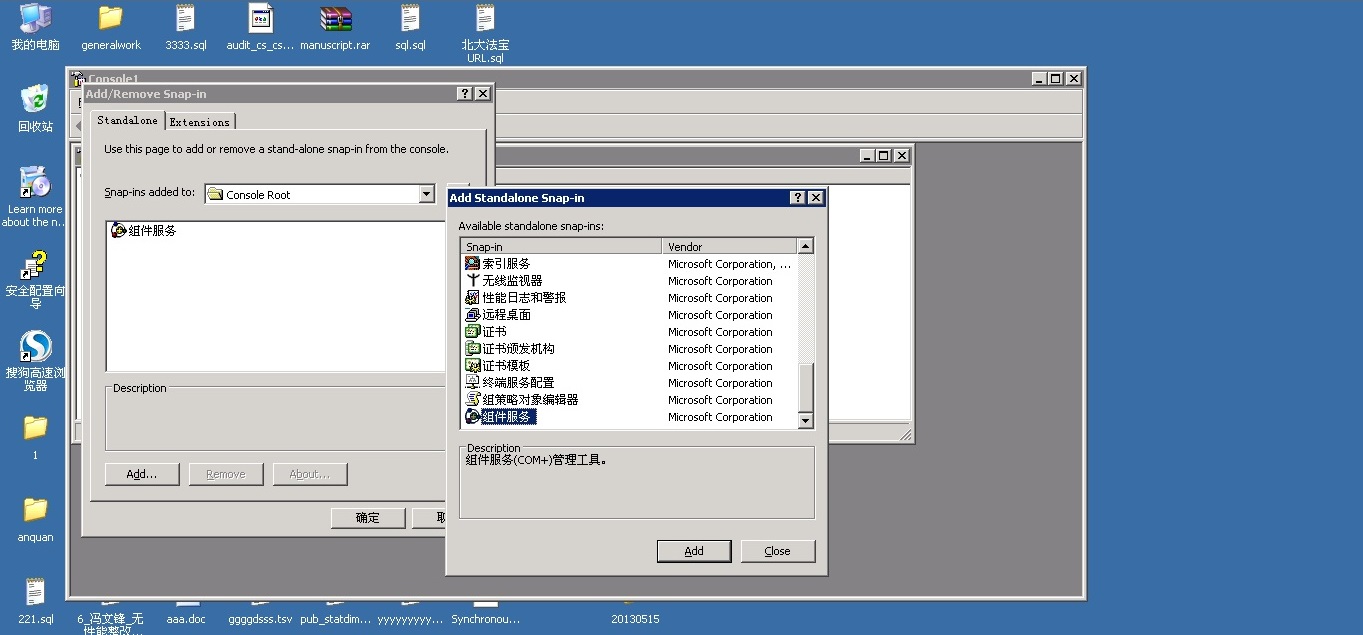 我的电脑
generalwork
3333.sql
audit_cs_cs...
manuscript.rar
sql.sql
北大法宝
URL.sql
回收站
Learn more
about the n...
安全配置向
导
搜狗高速浏
览器
1
anquan
221.sql
6_冯文锋_无
性能整改...
aaa.doc
ggggdsss.tsv
pub_statdim...
yyyyyyyyy...
Synchronou...
20130515
Console1
Add/Remove Snap-in
Standalone
Extensions
Use this page to add or remove a stand-alone snap-in from the console.
Snap-ins added to:
Console Root
组件服务
Description
Add...
Remove
About...
确定
Add Standalone Snap-in
Available standalone snap-ins:
Snap-in Vendor
索引服务 Microsoft Corporation, ...
无线监视器 Microsoft Corporation
性能日志和警报 Microsoft Corporation
远程桌面 Microsoft Corporation
证书 Microsoft Corporation
证书颁发机构 Microsoft Corporation
证书模板 Microsoft Corporation
终端服务配置 Microsoft Corporation
组策略对象编辑器 Microsoft Corporation
组件服务 Microsoft Corporation
Description
组件服务(COM+)管理工具。
Add
Close